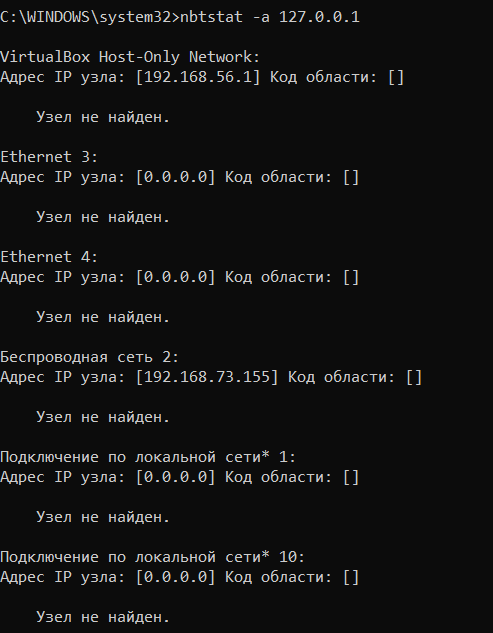 C:\WINDOWS\system32>nbtstat -a 127.0.0.1
VirtualBox Host-Only Network:
Адрес IP узла: [192.168.56.1] Код области: []
Узел не найден.
Ethernet 3:
Адрес IP узла: [0.0.0.0] Код области: []
Узел не найден.
Ethernet 4:
Адрес IP узла: [0.0.0.0] Код области: []
Узел не найден.
Беспроводная сеть 2:
Адрес IP узла: [192.168.73.155] Код области: []
Узел не найден.
Подключение по локальной сети* 1:
Адрес IP узла: [0.0.0.0] Код области: []
Узел не найден.
Подключение по локальной сети* 10:
Адрес IP узла: [0.0.0.0] Код области: []
Узел не найден.